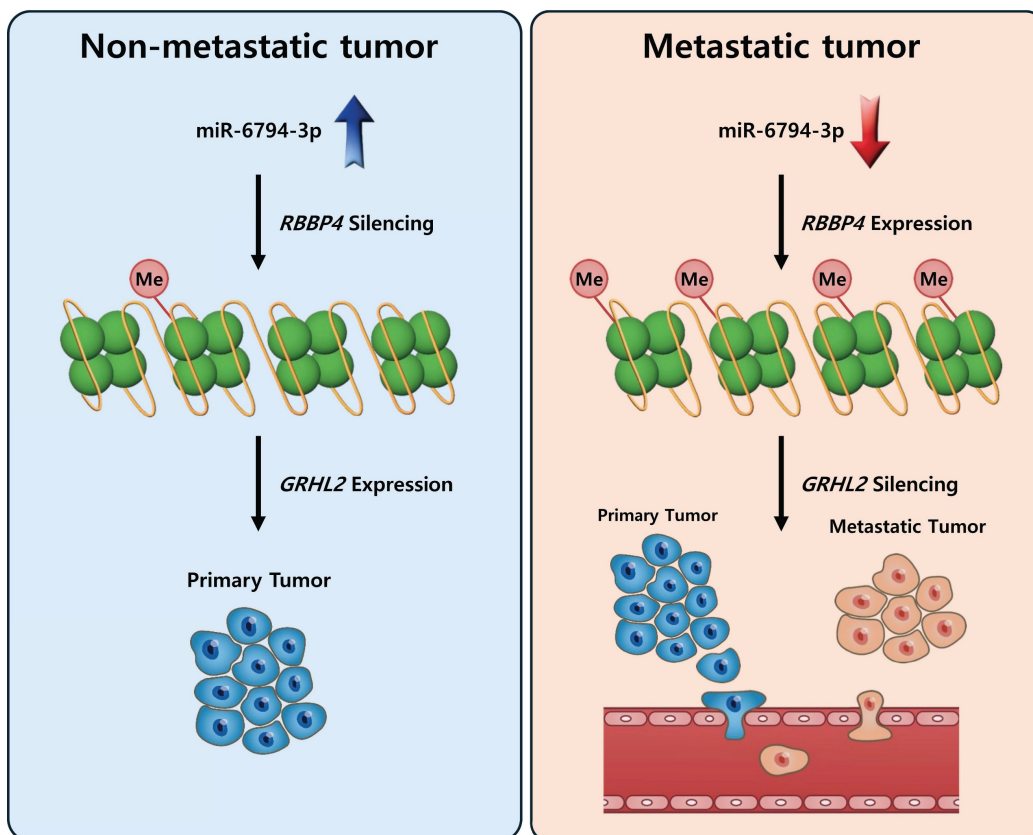 Non-metastatic tumor
miR-6794-3p
RBBP4 Silencing
Me
GRHL2 Expression
Primary Tumor
Metastatic tumor
miR-6794-3p
RBBP4 Expression
Me
Me
Me
Me
GRHL2 Silencing
Primary Tumor
Metastatic Tumor